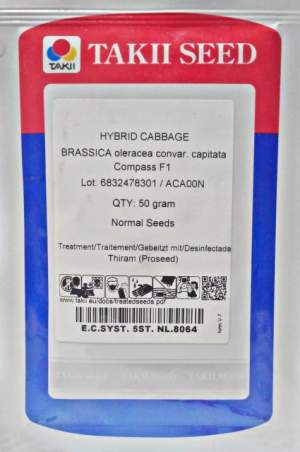 TAKII
TAKII SEED
HYBRID CABBAGE
BRASSICA oleracea convar. capitata
Compass F1
Lot: 6832478301 / ACA00N
QTY: 50 gram
Normal Seeds
Treatment/Traitement/Gebeitzt mit/Desinfectada
Thiram (Proseed)
www.takii.eu/docs/treatedseeds.pdf
E.C.SYST. 5ST. NL.8064